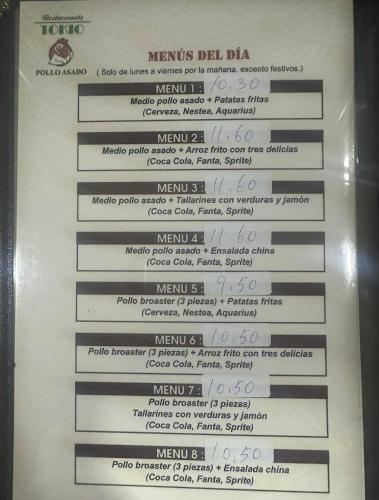 Restaurante
TOKIO
POLLO ASADO
MENÚS DEL DÍA
( Solo de lunes a viernes por la mañana. excepto festivos.)
MENU 1 : 10.30
Medio pollo asado + Patatas fritas
(Cerveza, Nestea, Aquarius)
MENU 2 : 11.60
Medio pollo asado + Arroz frito con tres delicias
(Coca Cola, Fanta, Sprite)
MENU 3 : 11.60
Medio pollo asado + Tallarines con verduras y jamón
(Coca Cola, Fanta, Sprite)
MENU 4 : 11.60
Medio pollo asado + Ensalada china
(Coca Cola, Fanta, Sprite)
MENU 5 : 9.50
Pollo broaster (3 piezas) + Patatas fritas
(Cerveza, Nestea, Aquarius)
MENU 6 : 10.50
Pollo broaster (3 piezas) + Arroz frito con tres delicias
(Coca Cola, Fanta, Sprite)
MENU 7 : 10.50
Pollo broaster (3 piezas)
Tallarines con verduras y jamón
(Coca Cola, Fanta, Sprite)
MENU 8 : 10.50
Pollo broaster (3 piezas) + Ensalada china
(Coca Cola, Fanta, Sprite)